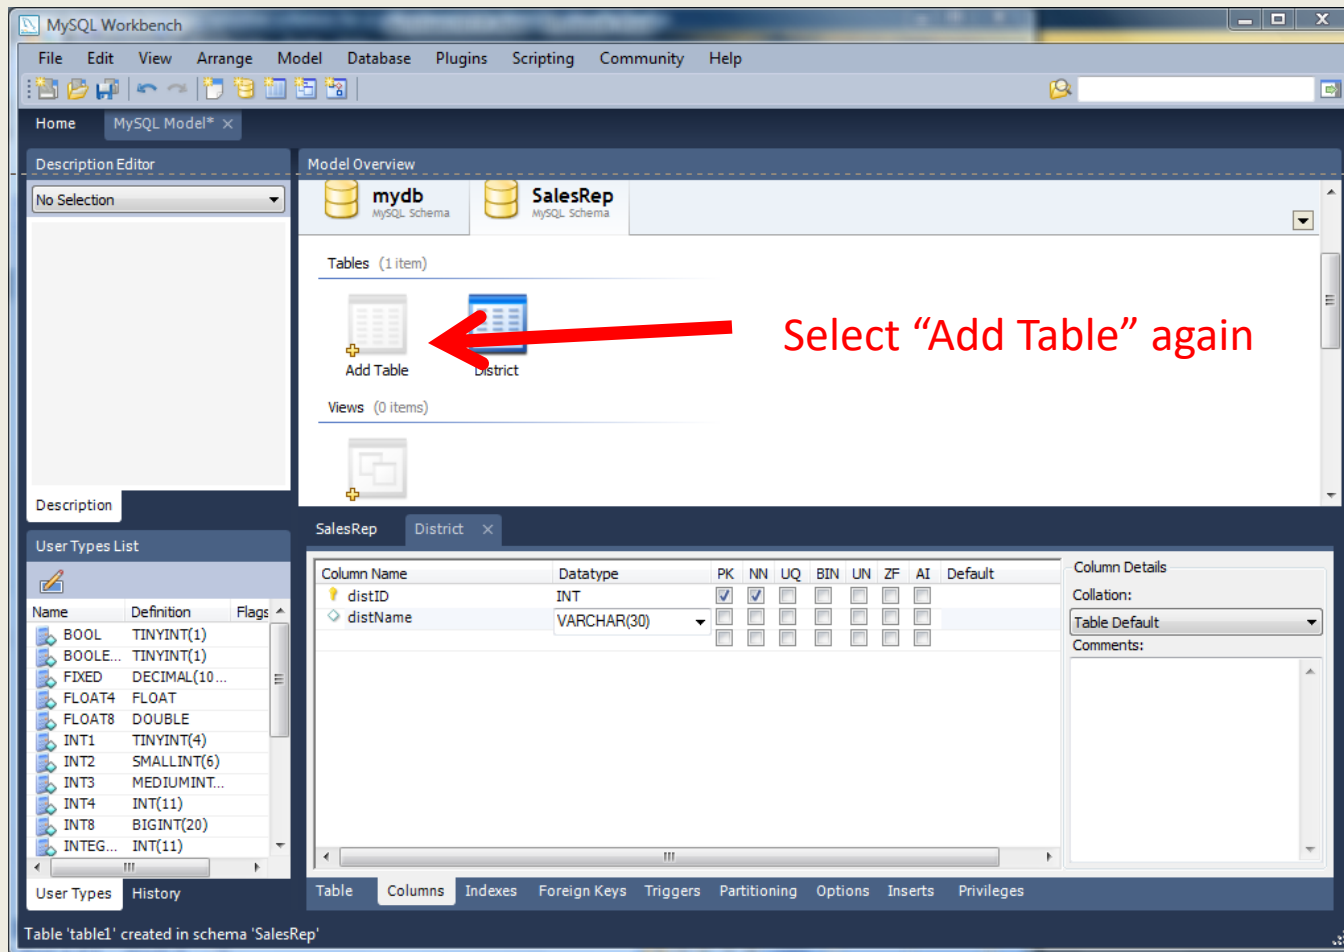 MySQL Workbench
File Edit View Arrange Model Database Plugins Scripting Community Help
Home MySQL Model*
Description Editor
No Selection
Description
Model Overview
mydb
MySQL Schema
SalesRep
MySQL Schema
Tables (1 item)
Add Table District
Select “Add Table” again
Views (0 items)
User Types List
Name Definition Flags
BOOL TINYINT(1)
BOOLE... TINYINT(1)
FIXED DECIMAL(10...
FLOAT4 FLOAT
FLOAT8 DOUBLE
INT1 TINYINT(4)
INT2 SMALLINT(6)
INT3 MEDIUMINT...
INT4 INT(11)
INT8 BIGINT(20)
INTEG... INT(11)
User Types History
SalesRep District
Column Name Datatype PK NN UQ BIN UN ZF AI Default
distID INT
distName VARCHAR(30)
Column Details
Collation:
Table Default
Comments:
Table Columns Indexes Foreign Keys Triggers Partitioning Options Inserts Privileges
Table 'table1' created in schema 'SalesRep'